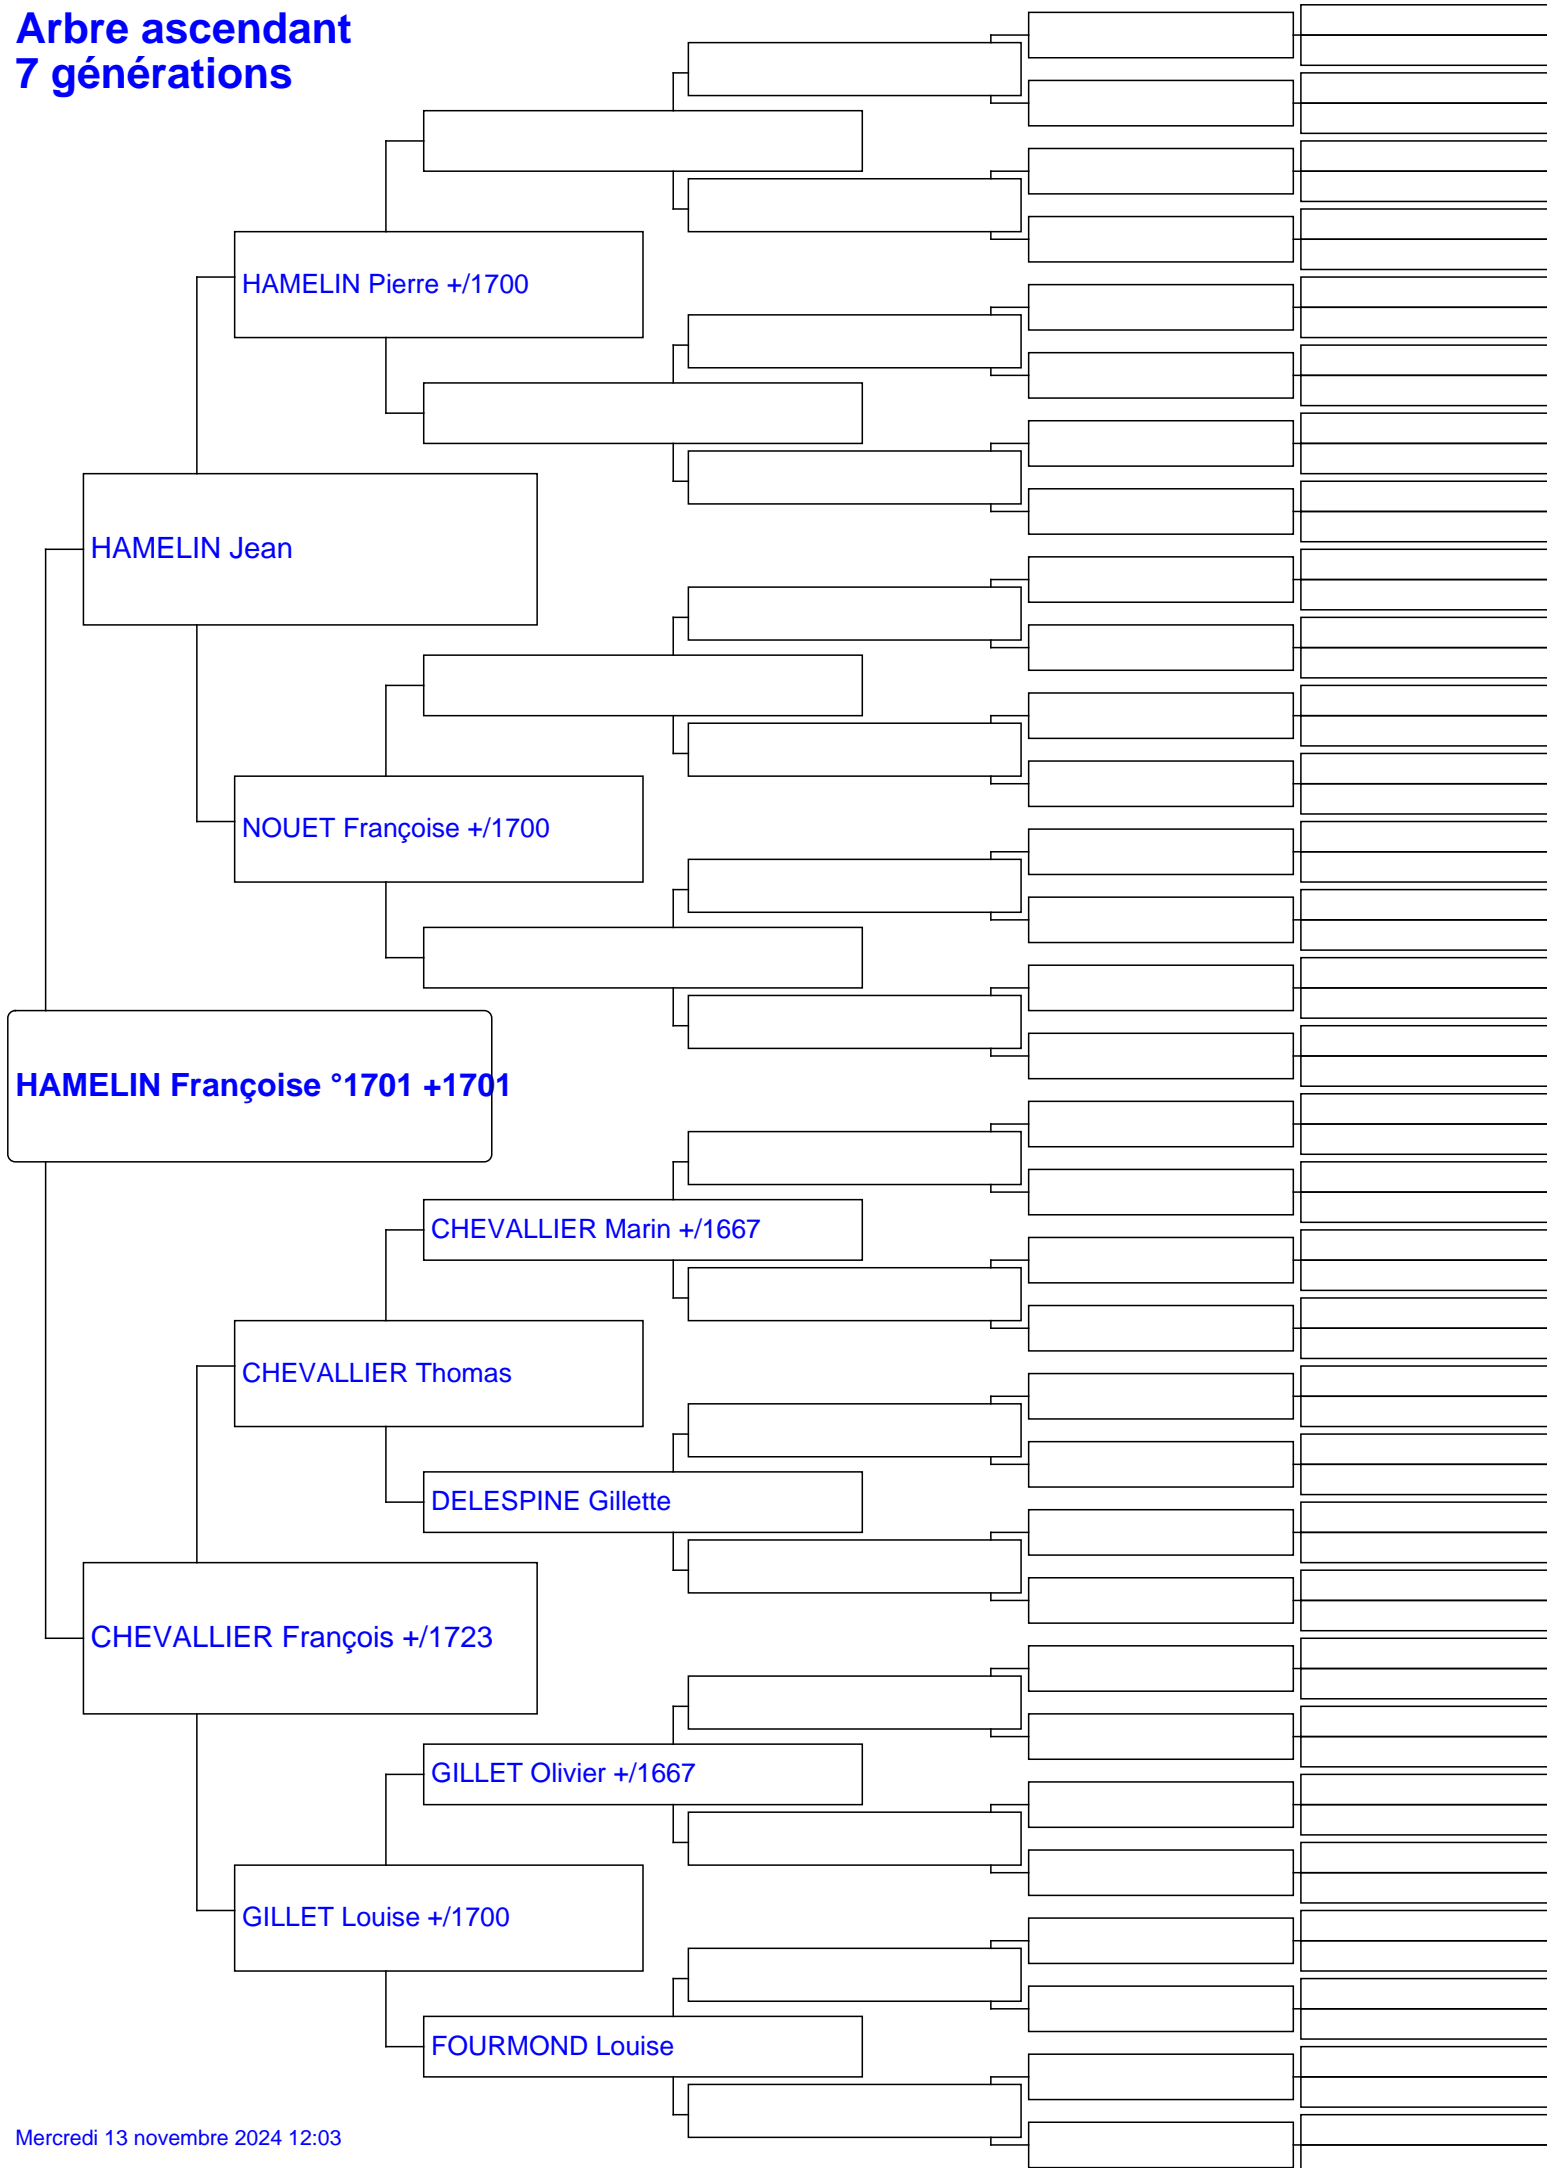 Arbre ascendant
7 générations
HAMELIN Pierre +/1700
HAMELIN Jean
NOUET Françoise +/1700
HAMELIN Françoise °1701 +1701
CHEVALLIER Marin +/1667
CHEVALLIER Thomas
DELESPINE Gillette
CHEVALLIER François +/1723
GILLET Olivier +/1667
GILLET Louise +/1700
FOURMOND Louise
Mercredi 13 novembre 2024 12:03